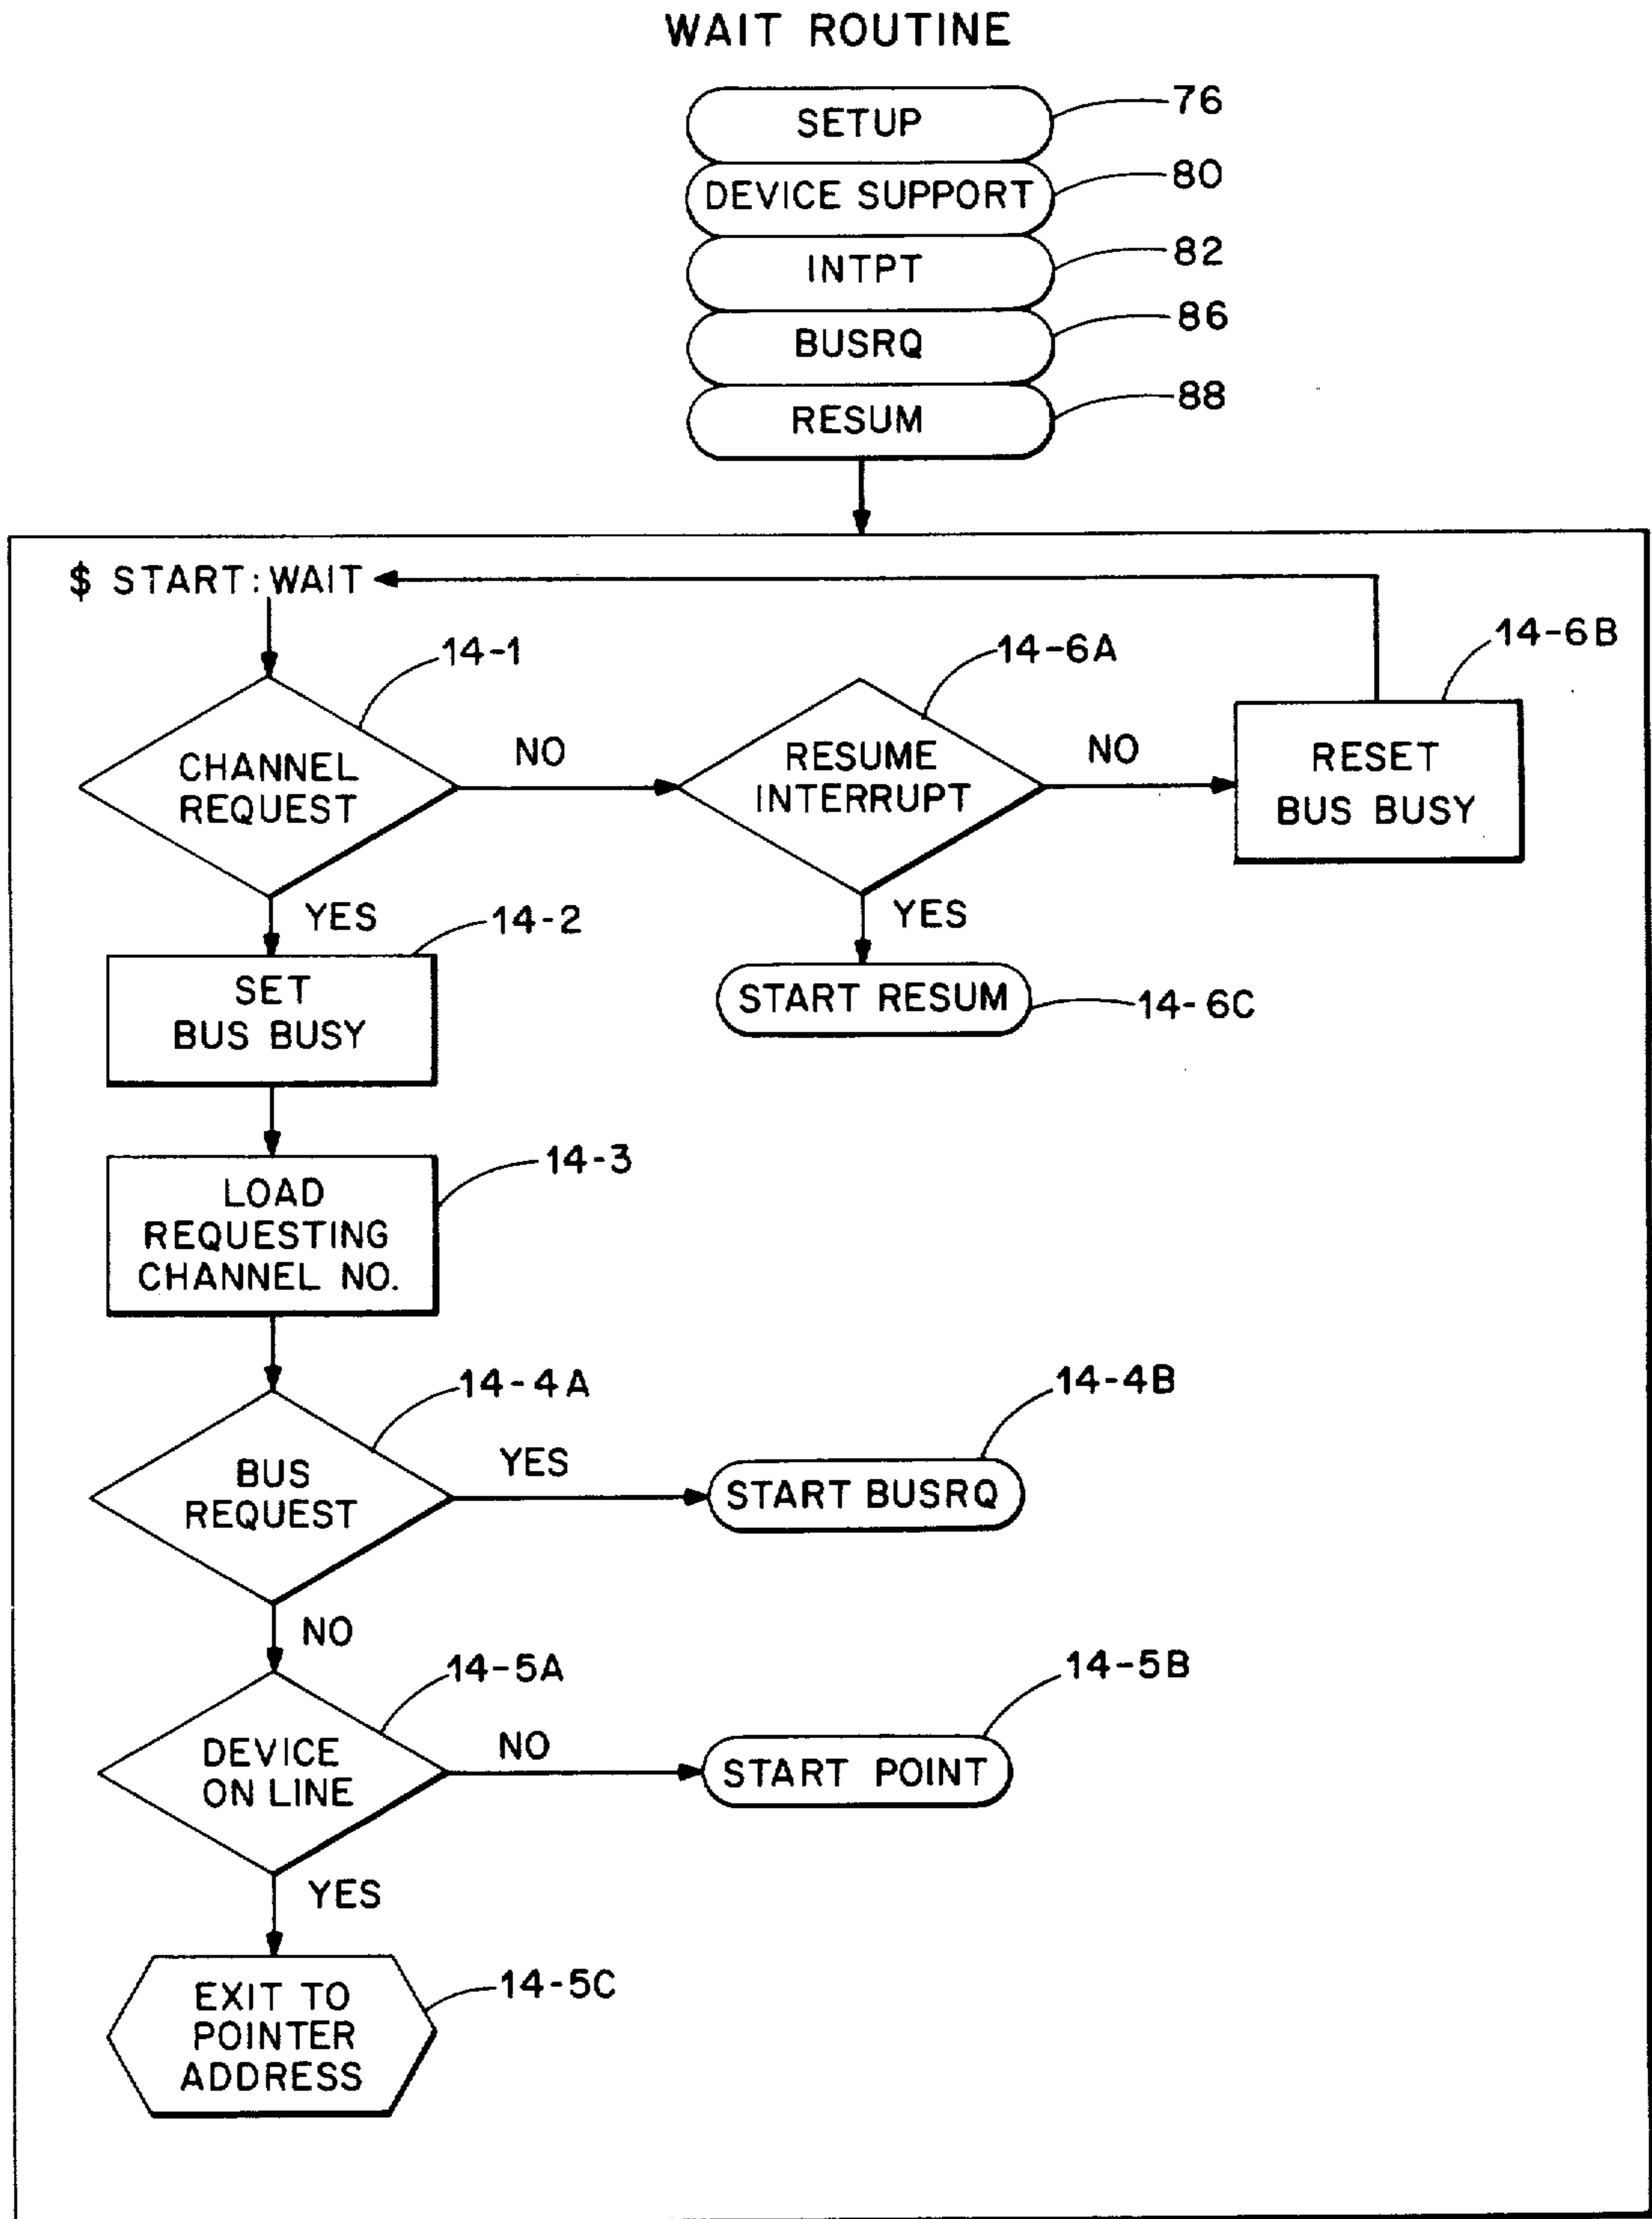 WAIT ROUTINE
SETUP
76
DEVICE SUPPORT
80
INTPT
82
BUSRQ
86
RESUM
88
$ START:WAIT
14-1
14-6A
14-6B
CHANNEL
REQUEST
NO
RESUME
INTERRUPT
NO
RESET
BUS BUSY
YES
14-2
YES
SET
BUS BUSY
START RESUM
14-6C
14-3
LOAD
REQUESTING
CHANNEL NO.
14-4A
14-4B
BUS
REQUEST
YES
START BUSRQ
NO
14-5A
14-5B
DEVICE
ON LINE
NO
START POINT
YES
EXIT TO
POINTER
ADDRESS
14-5C